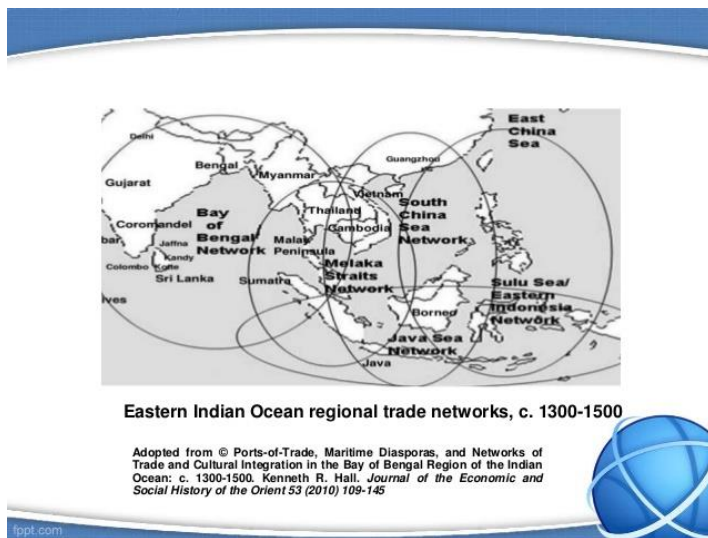 East
China
Sea
Delhi
Guangzhou
Bengal
Myanmar
Gujarat
Vietnam
South
China
Sea
Network
Thailand
Bay
of
Bengal
Network
Coromandel
Cambodia
bar
Jaffna
Malay
Peninsula
Kandy
Melaka
Straits
Network
Colombo Kotte
Sri Lanka
Sumatra
Sulu Sea/
Eastern
Indonesia
Network
ives
Borneo
Java Sea
Network
Java
Eastern Indian Ocean regional trade networks, c. 1300-1500
Adopted from © Ports-of-Trade, Maritime Diasporas, and Networks of
Trade and Cultural Integration in the Bay of Bengal Region of the Indian
Ocean: c. 1300-1500. Kenneth R. Hall. Journal of the Economic and
Social History of the Orient 53 (2010) 109-145
fppt.com